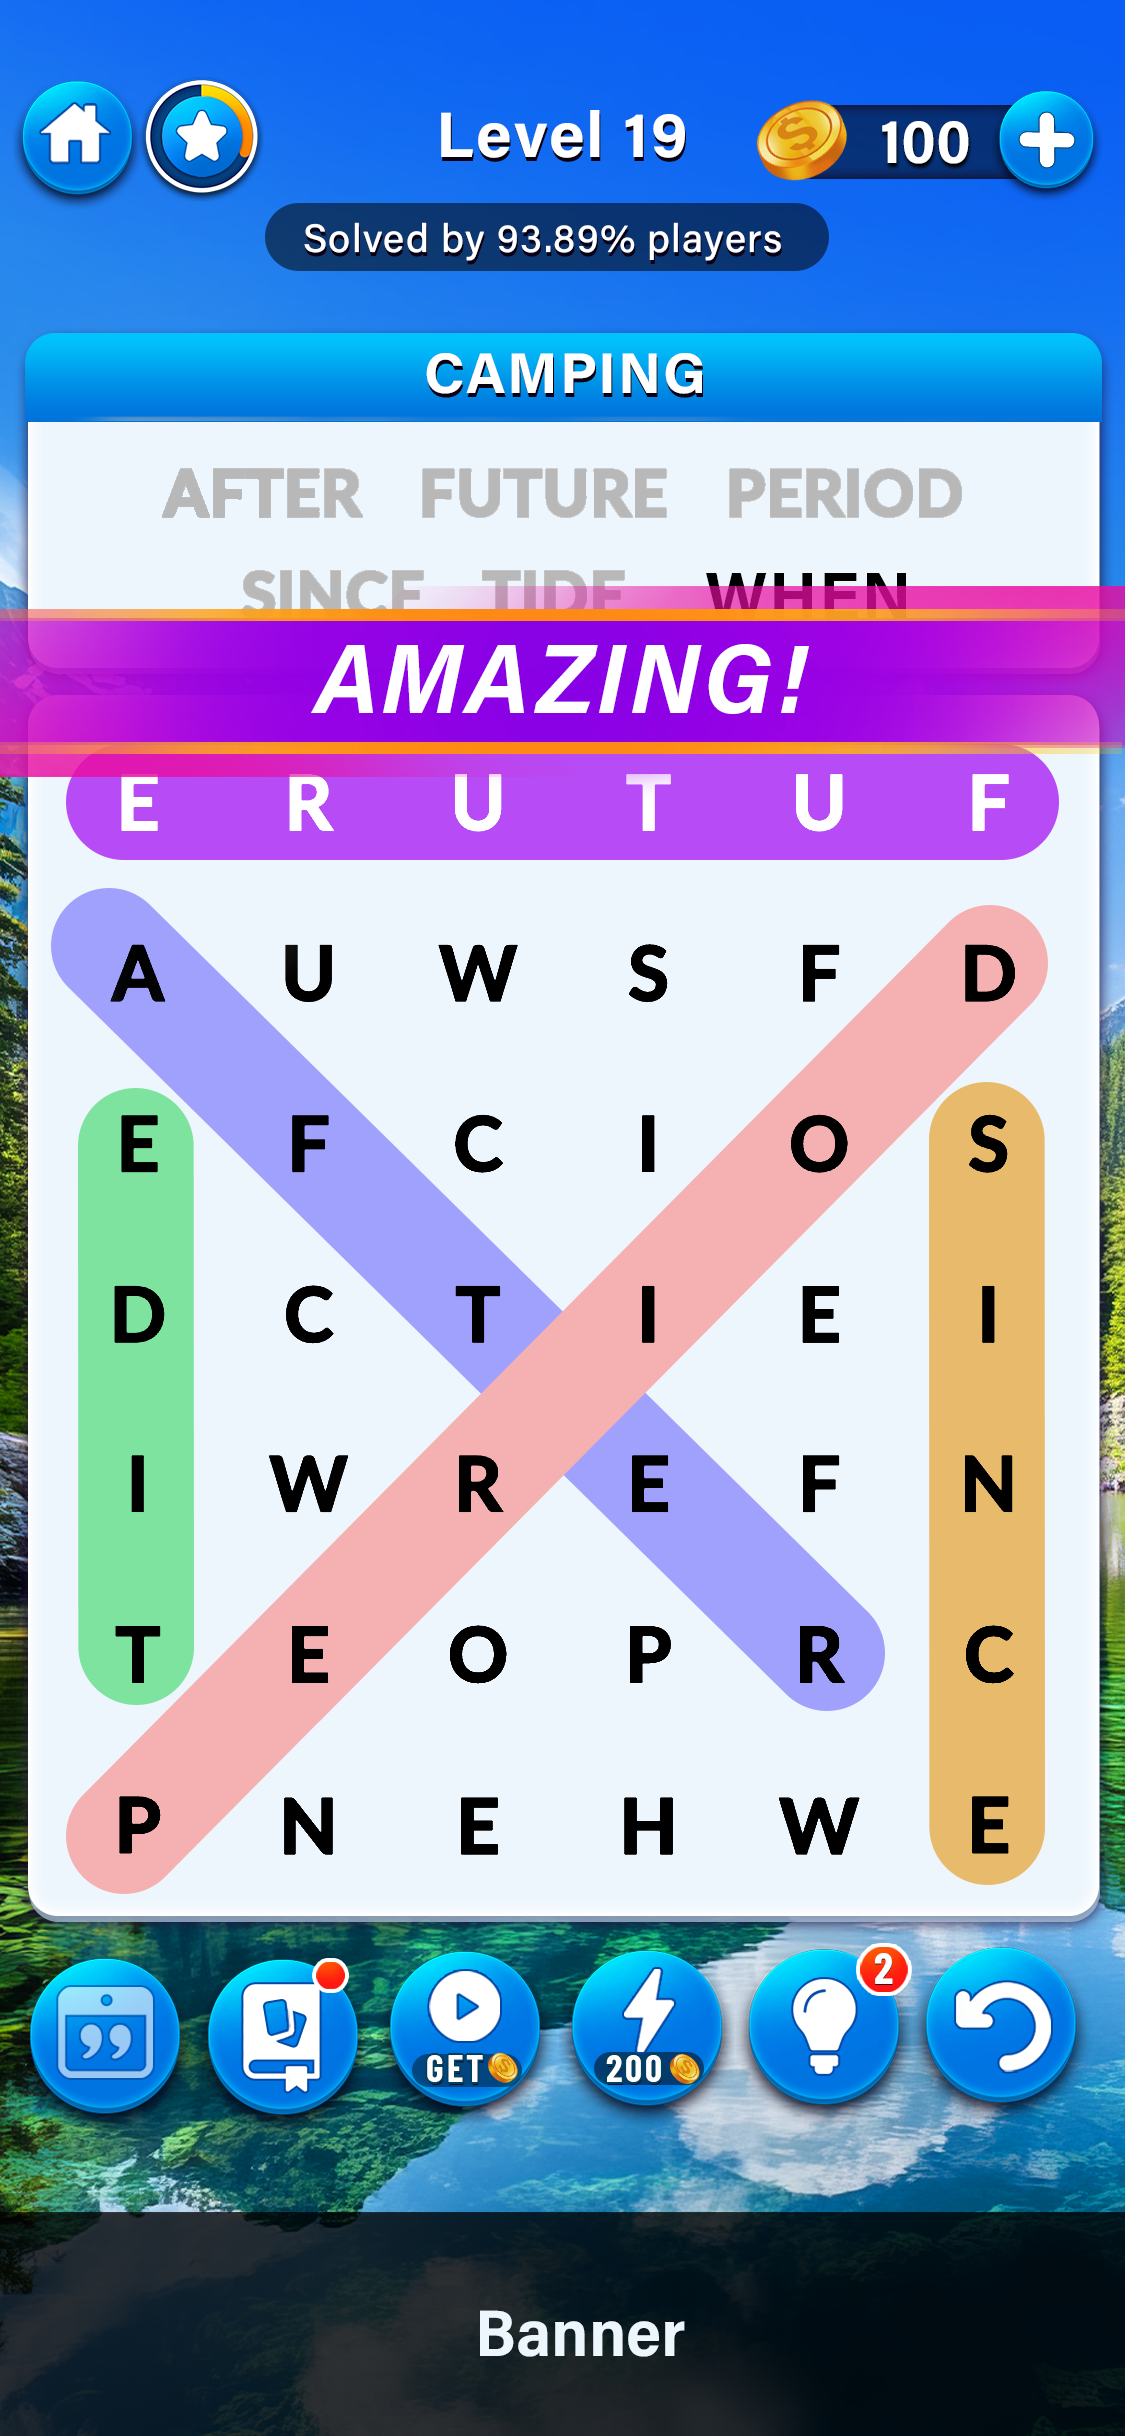 Level 19
100
Solved by 93.89% players
CAMPING
AFTER FUTURE PERIOD
SINCE TIDE WHEN
AMAZING!
E R U T U F
A U W S F D
E F C I O S
D C T I E I
I W R E F N
T E O P R C
P N E H W E
GET 200 2
Banner